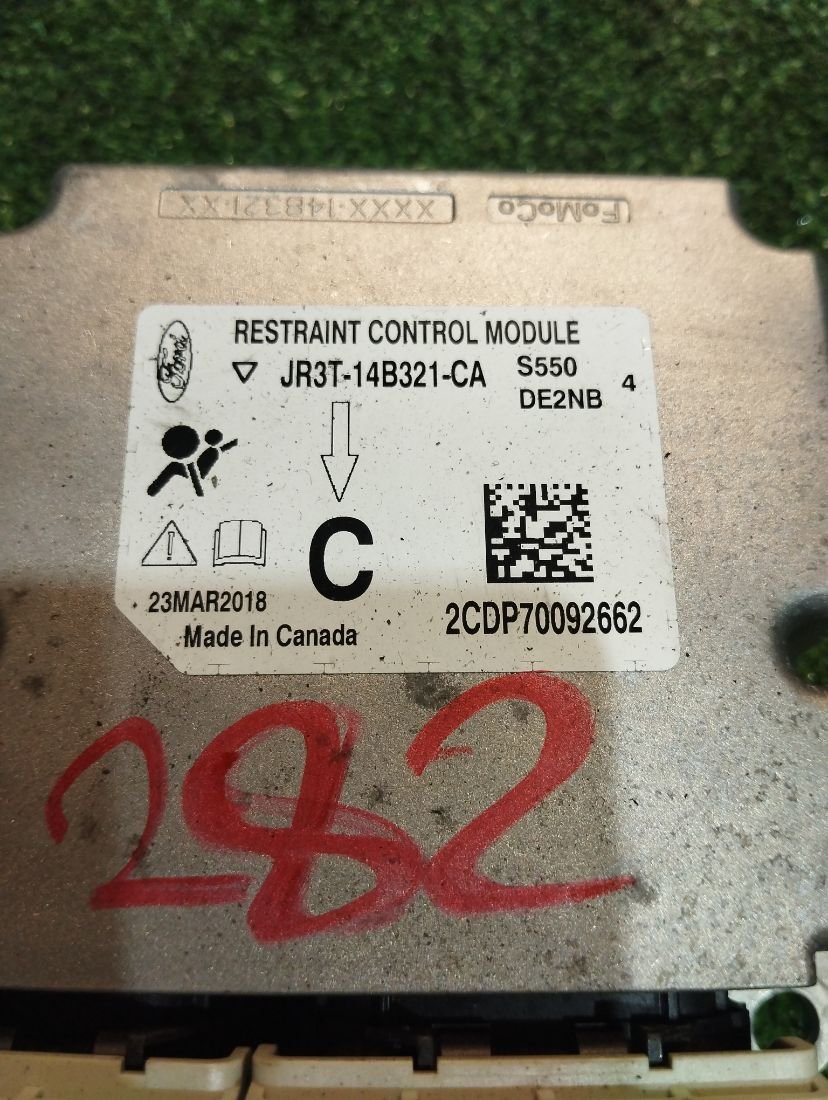 XXXX-14B321-XX FoMoCo
Ford
RESTRAINT CONTROL MODULE
JR3T-14B321-CA S550
DE2NB 4
C
23MAR2018
Made In Canada
2CDP70092662
282